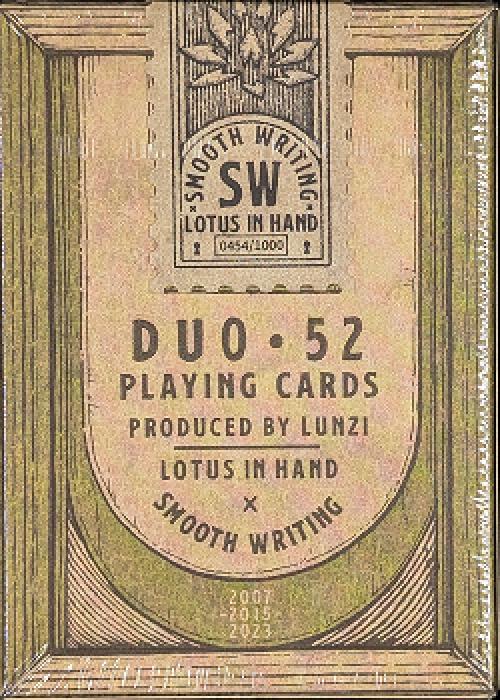 SMOOTH WRITING
SW
LOTUS IN HAND
0454/1000
DUO • 52
PLAYING CARDS
PRODUCED BY LUNZI
LOTUS IN HAND
×
SMOOTH WRITING
2007
-2015-
2023